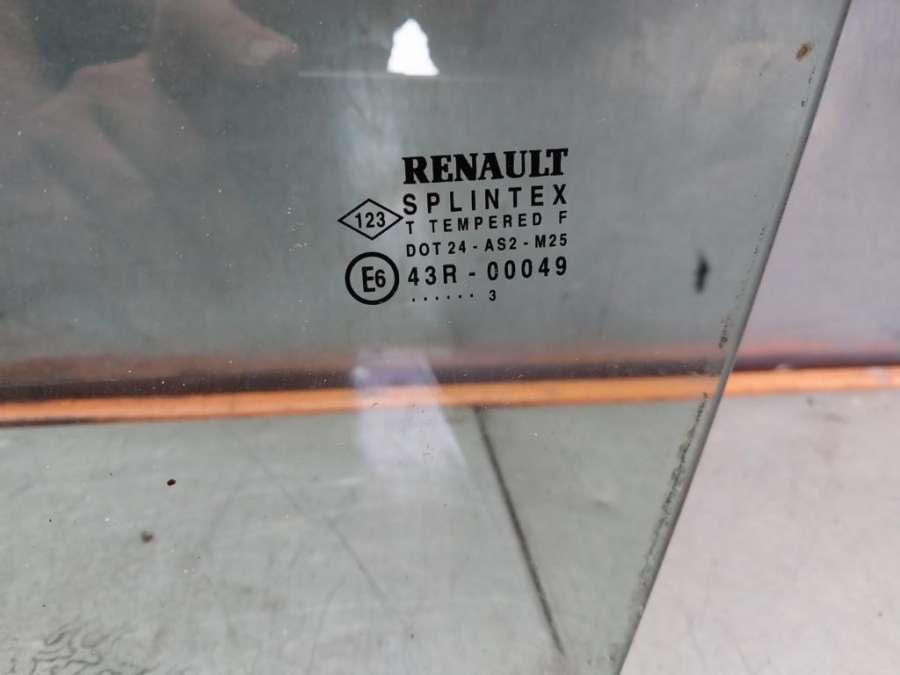 RENAULT
SPLINTEX
123
T TEMPERED F
DOT 24 - AS2 - M25
E6 43R - 00049
...... 3